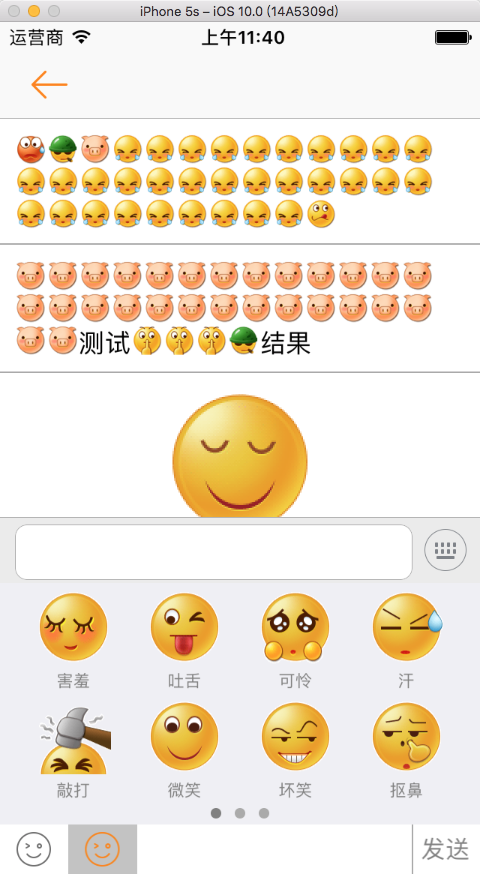 iPhone 5s – iOS 10.0 (14A5309d)
运营商 上午11:40
测试 结果
害羞 吐舌 可怜 汗
敲打 微笑 坏笑 抠鼻
发送